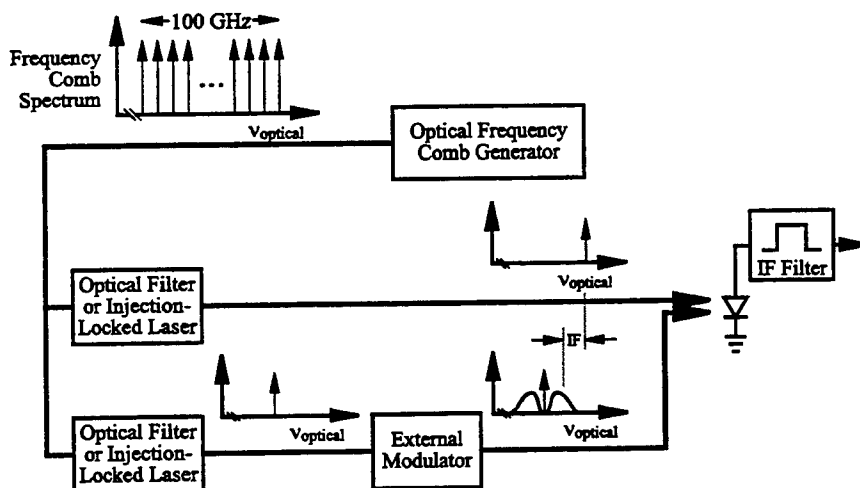 100 GHz
Frequency
Comb
Spectrum
...
νoptical
Optical Frequency
Comb Generator
νoptical
IF Filter
Optical Filter
or Injection-
Locked Laser
IF
νoptical
νoptical
Optical Filter
or Injection-
Locked Laser
External
Modulator